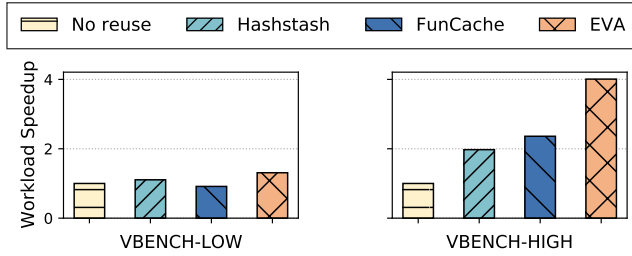 No reuse Hashstash FunCache EVA
Workload Speedup
4
2
0
VBENCH-LOW VBENCH-HIGH